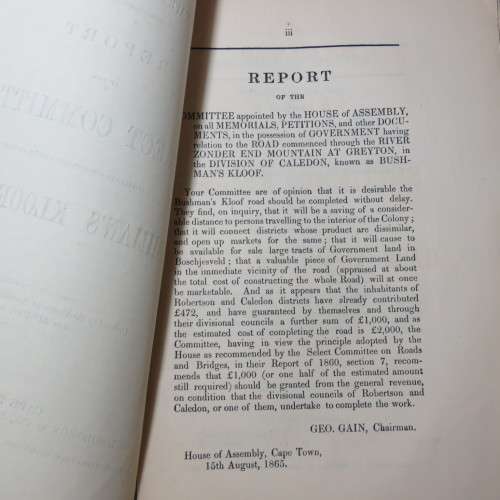 iii
REPORT
OF THE
COMMITTEE appointed by the HOUSE of ASSEMBLY,
on all MEMORIALS, PETITIONS, and other DOCU-
MENTS, in the possession of GOVERNMENT having
relation to the ROAD commenced through the RIVER
ZONDER END MOUNTAIN AT GREYTON, in
the DIVISION OF CALEDON, known as BUSH-
MAN'S KLOOF.
Your Committee are of opinion that it is desirable the
Bushman's Kloof road should be completed without delay.
They find, on inquiry, that it will be a saving of a consider-
able distance to persons travelling to the interior of the Colony;
that it will connect districts whose product are dissimilar,
and open up markets for the same; that it will cause to
be available for sale large tracts of Government land in
Boschjesveld; that a valuable piece of Government Land
in the immediate vicinity of the road (appraised at about
the total cost of constructing the whole Road) will at once
be marketable. And as it appears the inhabitants of
Robertson and Caledon districts have already contributed
£472, and have guaranteed by themselves and through
their divisional councils a further sum of £1,000, and as
the estimated cost of completing the road is £2,000, the
Committee, having in view the principle adopted by the
House as recommended by the Select Committee on Roads
and Bridges, in their Report of 1860, section 7, recom-
mends that £1,000 (or one half of the estimated amount
still required) should be granted from the general revenue,
on condition that the divisional councils of Robertson and
Caledon, or one of them, undertake to complete the work.
GEO. GAIN, Chairman.
House of Assembly, Cape Town,
15th August, 1865.
REPORT
COMMITT
KLOOF